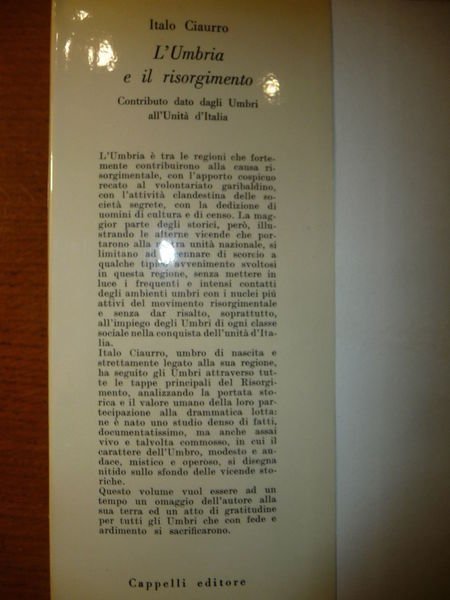 Italo Ciaurro
L'Umbria
e il risorgimento
Contributo dato dagli Umbri
all'Unità d'Italia
L'Umbria è tra le regioni che forte-
mente contribuirono alla causa ri-
sorgimentale, con l'apporto cospicuo
recato al volontariato garibaldino,
con l'attività clandestina delle so-
cietà segrete, con la dedizione di
uomini di cultura e di censo. La mag-
gior parte degli storici, però, illu-
strando le alterne vicende che por-
tarono alla unità nazionale, si
limitano ad accennare di scorcio a
qualche tipico avvenimento svoltosi
in questa regione, senza mettere in
luce i frequenti e intensi contatti
degli ambienti umbri con i nuclei più
attivi del movimento risorgimentale
e senza dar risalto, soprattutto,
all'impiego degli Umbri di ogni classe
sociale nella conquista dell'unità d'Ita-
lia.
Italo Ciaurro, umbro di nascita e
strettamente legato alla sua regione,
ha seguito gli Umbri attraverso tut-
te le tappe principali del Risorgi-
mento, analizzando la portata sto-
rica e il valore umano della loro par-
tecipazione alla drammatica lotta:
ne è nato uno studio denso di fatti,
documentatissimo, ma anche assai
vivo e talvolta commosso, in cui il
carattere dell'Umbro, modesto e au-
dace, mistico e operoso, si disegna
nitido sullo sfondo delle vicende sto-
riche.
Questo volume vuol essere ad un
tempo un omaggio dell'autore alla
sua terra ed un atto di gratitudine
per tutti gli Umbri che con fede e
ardimento si sacrificarono.
Cappelli editore